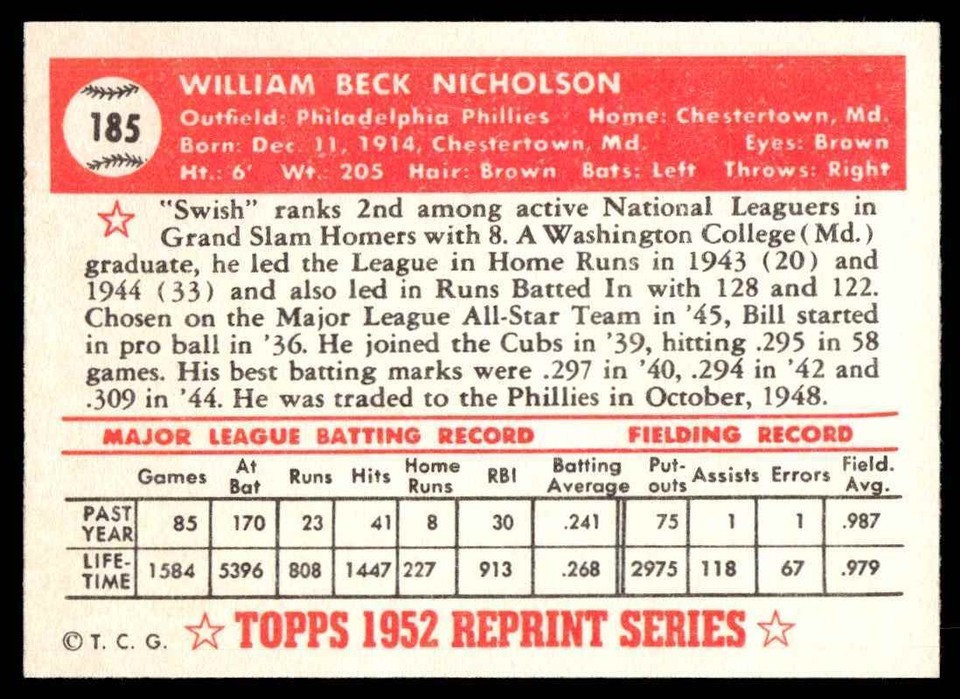 185
WILLIAM BECK NICHOLSON
Outfield: Philadelphia Phillies Home: Chestertown, Md.
Born: Dec. 11, 1914, Chestertown, Md. Eyes: Brown
Ht.: 6' Wt.: 205 Hair: Brown Bats: Left Throws: Right
"Swish" ranks 2nd among active National Leaguers in
Grand Slam Homers with 8. A Washington College (Md.)
graduate, he led the League in Home Runs in 1943 (20) and
1944 (33) and also led in Runs Batted In with 128 and 122.
Chosen on the Major League All-Star Team in '45, Bill started
in pro ball in '36. He joined the Cubs in '39, hitting .295 in 58
games. His best batting marks were .297 in '40, .294 in '42 and
.309 in '44. He was traded to the Phillies in October, 1948.
MAJOR LEAGUE BATTING RECORD FIELDING RECORD
Games At Bat Runs Hits Home Runs RBI Batting Average Put-outs Assists Errors Field. Avg.
PAST YEAR 85 170 23 41 8 30 .241 75 1 1 .987
LIFE-TIME 1584 5396 808 1447 227 913 .268 2975 118 67 .979
© T. C. G. TOPPS 1952 REPRINT SERIES